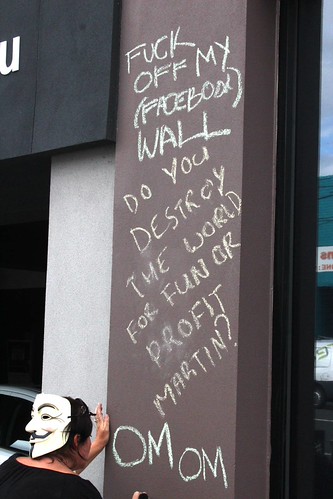 u
FUCK
OFF MY
(FACEBOOK)
WALL
DO YOU
DESTROY
THE WORLD
FOR FUN OR
PROFIT
MARTIN?
OM OM